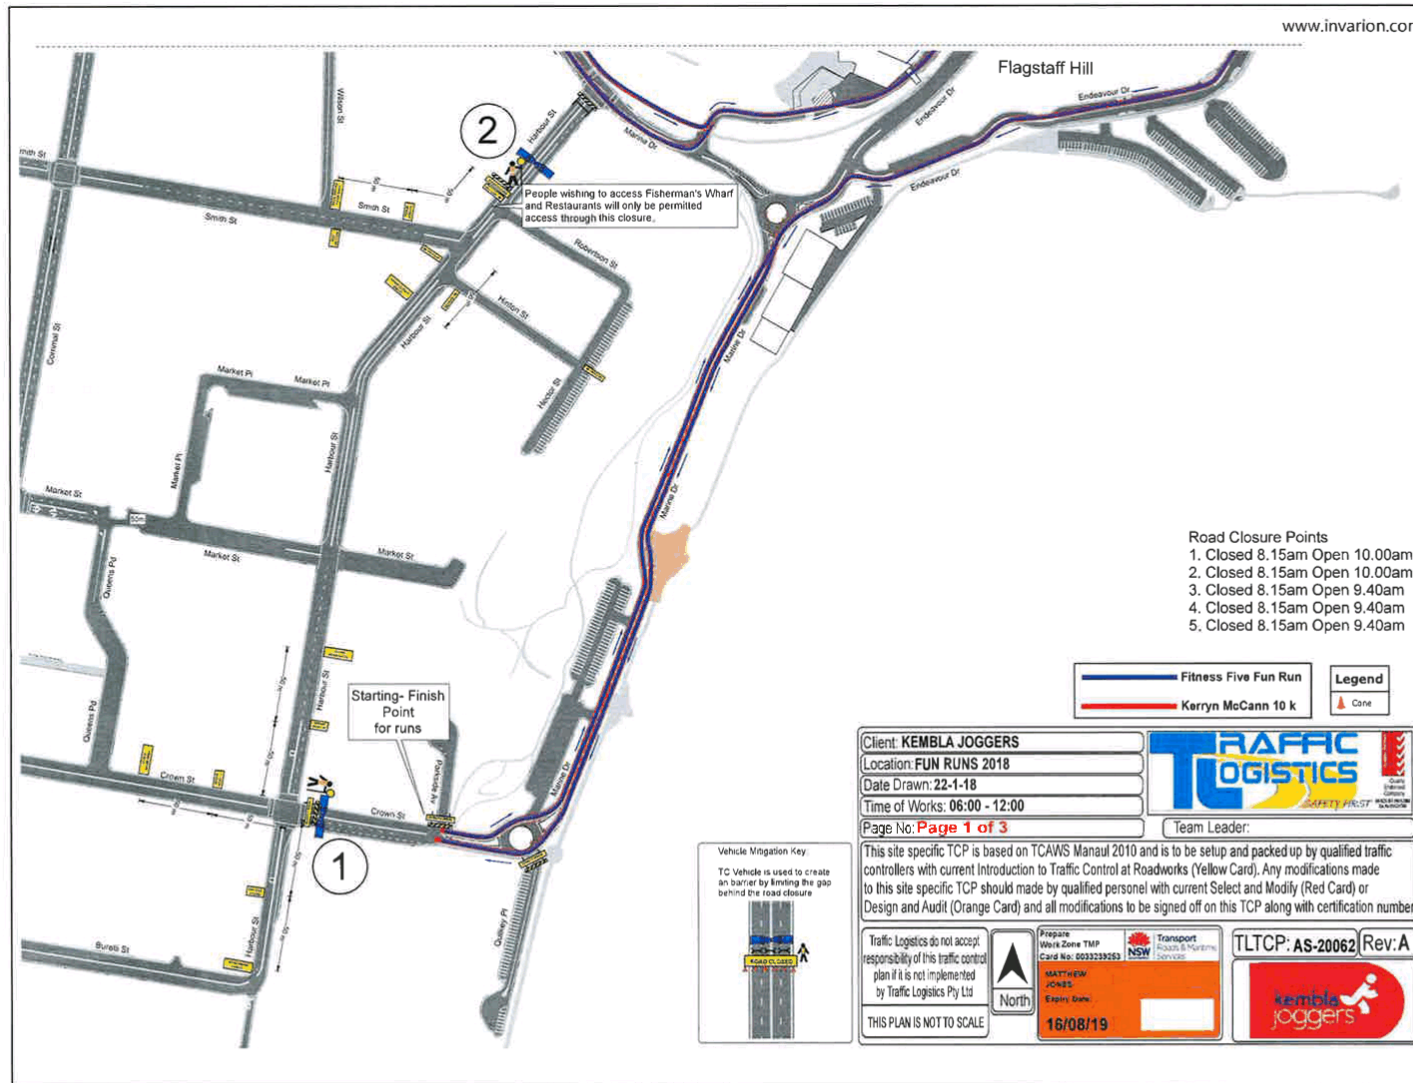 www.invarion.com
Flagstaff Hill
Endeavour Dr
Endeavour Dr
Endeavour Dr
Wilson St
2
Harbour St
Marine Dr
People wishing to access Fisherman's Wharf
and Restaurants will only be permitted
access through this closure.
Smith St
Smith St
Robertson St
Hinton St
Harbour St
Corrimal St
Market Pl
Market Pl
Hector St
Marine Dr
Harbour St
Market Pl
Market St
Market St
Market St
Marine Dr
Queens Pd
Road Closure Points
1. Closed 8.15am Open 10.00am
2. Closed 8.15am Open 10.00am
3. Closed 8.15am Open 9.40am
4. Closed 8.15am Open 9.40am
5. Closed 8.15am Open 9.40am
Harbour St
Queens Pd
Starting- Finish
Point
for runs
Parkside Av
Marine Dr
Crown St
Crown St
1
Harbour St
Burelli St
Quilkey Pl
50 m
50 m
50 m
50 m
50 m
50 m
Fitness Five Fun Run
Kerryn McCann 10 k
Legend
Cone
Client: KEMBLA JOGGERS
Location: FUN RUNS 2018
Date Drawn: 22-1-18
Time of Works: 06:00 - 12:00
Page No: Page 1 of 3
TRAFFIC
LOGISTICS
SAFETY FIRST
Quality
Endorsed
Company
Team Leader:
This site specific TCP is based on TCAWS Manaul 2010 and is to be setup and packed up by qualified traffic
controllers with current Introduction to Traffic Control at Roadworks (Yellow Card). Any modifications made
to this site specific TCP should made by qualified personel with current Select and Modify (Red Card) or
Design and Audit (Orange Card) and all modifications to be signed off on this TCP along with certification number
Vehicle Mitigation Key:
TC Vehicle is used to create
an barrier by limiting the gap
behind the road closure
ROAD CLOSED
Traffic Logistics do not accept
responsibility of this traffic control
plan if it is not implemented
by Traffic Logistics Pty Ltd
THIS PLAN IS NOT TO SCALE
North
Prepare
Work Zone TMP
Card No: 0033239253
NSW
Transport
Roads & Maritime
Services
MATTHEW
JONES
Expiry Date:
16/08/19
TLTCP: AS-20062
Rev: A
kembla
joggers